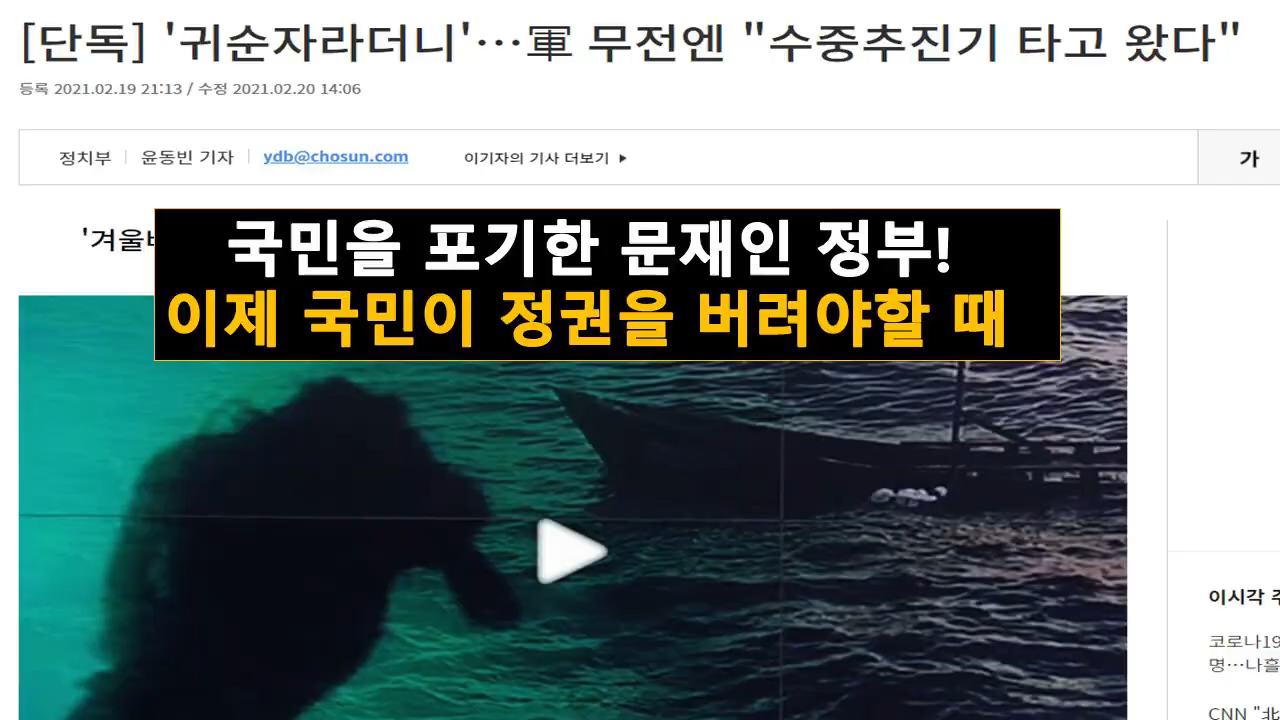 [단독] '귀순자라더니'…軍 무전엔 "수중추진기 타고 왔다"
등록 2021.02.19 21:13 / 수정 2021.02.20 14:06
정치부 윤동빈 기자 ydb@chosun.com 이기자의 기사 더보기 ▶ 가
국민을 포기한 문재인 정부!
이제 국민이 정권을 버려야할 때
이시각
코로나19
명…나흘
CNN "北